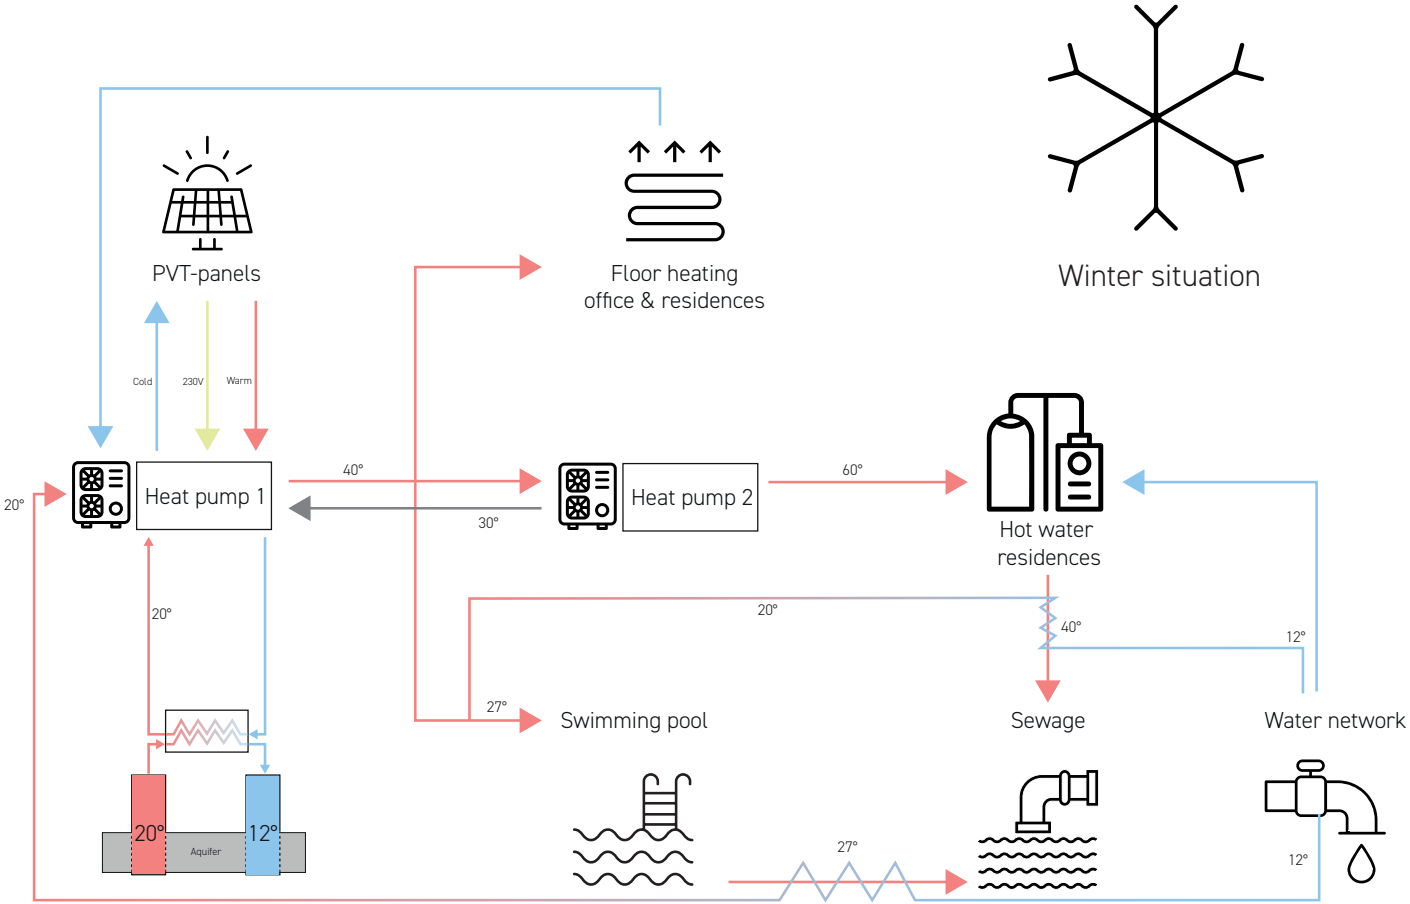 Winter situation
PVT-panels
Floor heating
office & residences
Cold
230V
Warm
40°
60°
20°
Heat pump 1
Heat pump 2
30°
Hot water
residences
20°
20°
40°
12°
27°
Swimming pool
Sewage
Water network
20°
12°
Aquifer
27°
12°